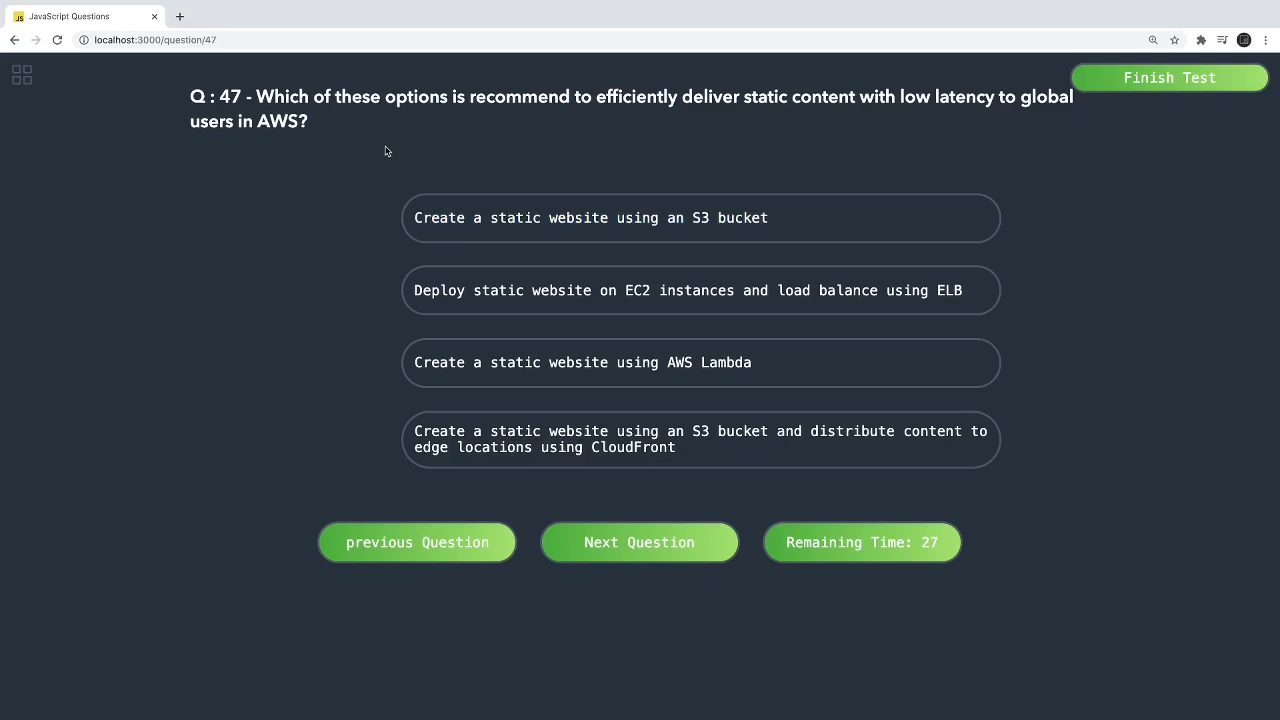 JavaScript Questions
localhost:3000/question/47
Finish Test
Q : 47 - Which of these options is recommend to efficiently deliver static content with low latency to global
users in AWS?
Create a static website using an S3 bucket
Deploy static website on EC2 instances and load balance using ELB
Create a static website using AWS Lambda
Create a static website using an S3 bucket and distribute content to
edge locations using CloudFront
previous Question
Next Question
Remaining Time: 27